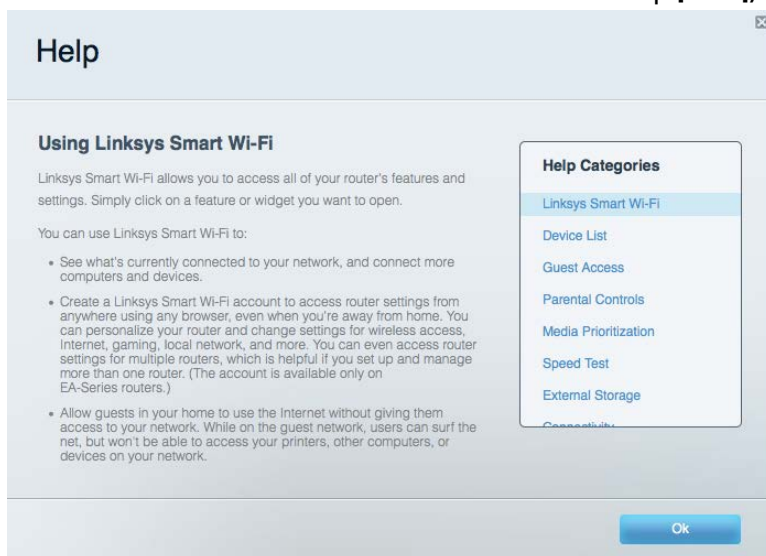 Help
Using Linksys Smart Wi-Fi
Linksys Smart Wi-Fi allows you to access all of your router's features and
settings. Simply click on a feature or widget you want to open.
You can use Linksys Smart Wi-Fi to:
• See what's currently connected to your network, and connect more
computers and devices.
• Create a Linksys Smart Wi-Fi account to access router settings from
anywhere using any browser, even when you're away from home. You
can personalize your router and change settings for wireless access,
Internet, gaming, local network, and more. You can even access router
settings for multiple routers, which is helpful if you set up and manage
more than one router. (The account is available only on
EA-Series routers.)
• Allow guests in your home to use the Internet without giving them
access to your network. While on the guest network, users can surf the
net, but won't be able to access your printers, other computers, or
devices on your network.
Help Categories
Linksys Smart Wi-Fi
Device List
Guest Access
Parental Controls
Media Prioritization
Speed Test
External Storage
Connectivity
Ok